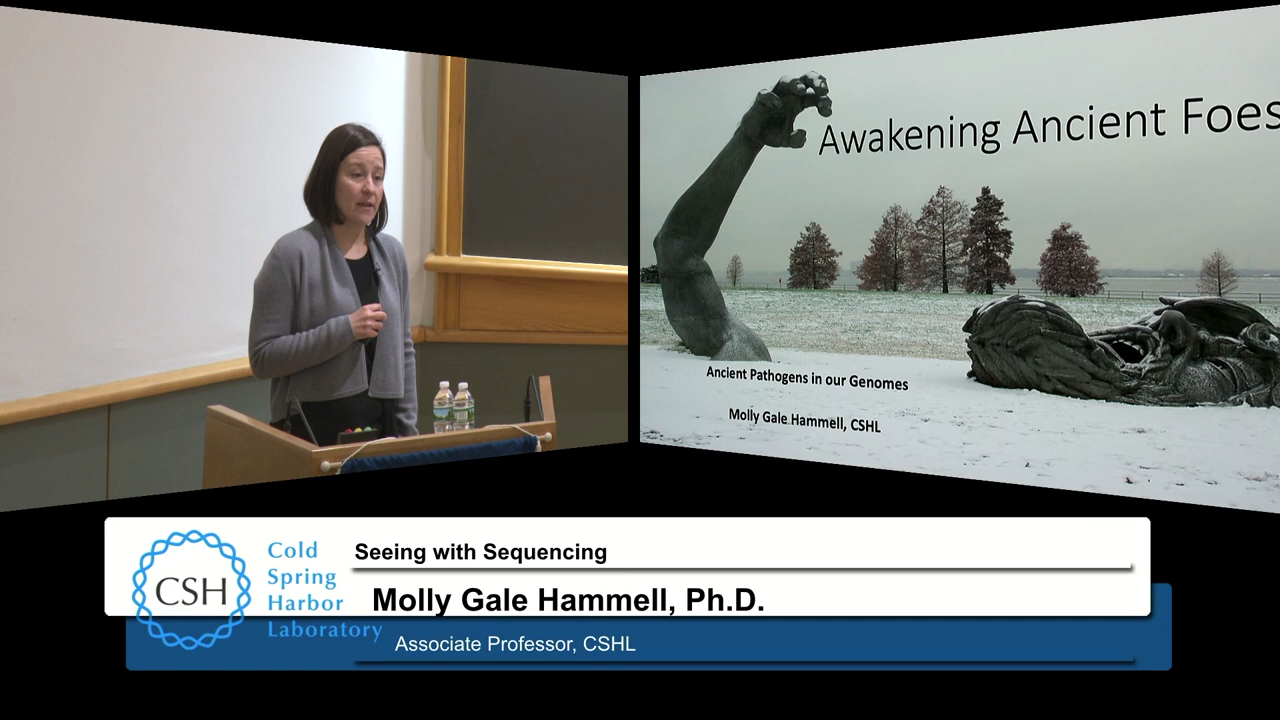 Awakening Ancient Foes
Ancient Pathogens in our Genomes
Molly Gale Hammell, CSHL
CSH
Cold
Spring
Harbor
Laboratory
Seeing with Sequencing
Molly Gale Hammell, Ph.D.
Associate Professor, CSHL